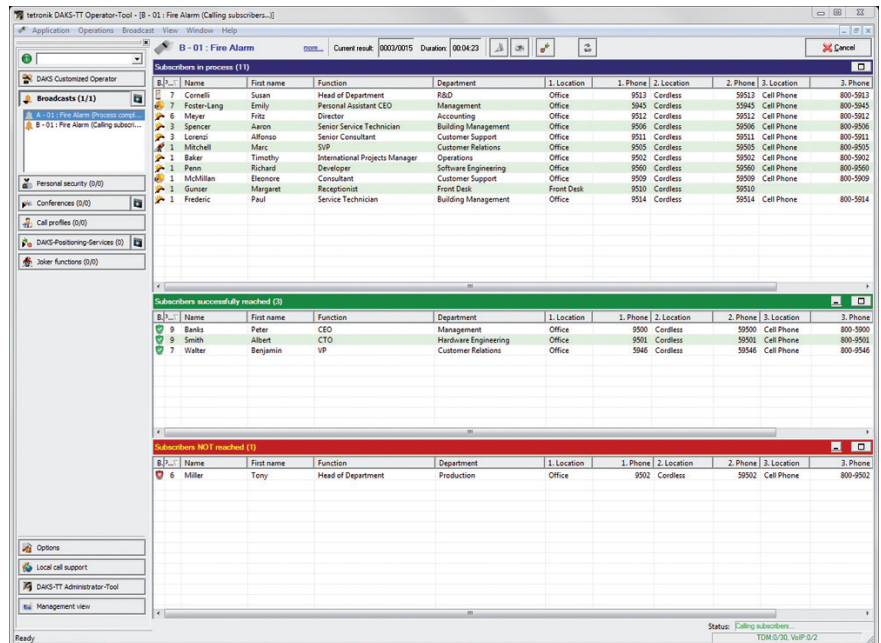 tetronik DAKS-TT Operator-Tool - [B - 01 : Fire Alarm (Calling subscribers...)]
Application Operations Broadcast View Window Help
B - 01 : Fire Alarm more... Current result: 0003/0015 Duration: 00:04:23 Cancel
DAKS Customized Operator
Broadcasts (1/1)
A - 01 : Fire Alarm (Process compl...
B - 01 : Fire Alarm (Calling subscri...
Personal security (0/0)
Conferences (0/0)
Call profiles (0/0)
DAKS-Positioning-Services (0)
Joker functions (0/0)
Options
Local call support
DAKS-TT Administrator-Tool
Management view
Subscribers in process (11)
B. P... Name First name Function Department 1. Location 1. Phone 2. Location 2. Phone 3. Location 3. Phone
7 Cornelli Susan Head of Department R&D Office 9513 Cordless 59513 Cell Phone 800-5913
7 Foster-Lang Emily Personal Assistant CEO Management Office 5945 Cordless 55945 Cell Phone 800-5945
6 Meyer Fritz Director Accounting Office 9512 Cordless 59512 Cell Phone 800-5912
3 Spencer Aaron Senior Service Technician Building Management Office 9506 Cordless 59506 Cell Phone 800-9506
3 Lorenzi Alfonso Senior Consultant Customer Support Office 9511 Cordless 59511 Cell Phone 800-5911
1 Mitchell Marc SVP Customer Relations Office 9505 Cordless 59505 Cell Phone 800-9505
1 Baker Timothy International Projects Manager Operations Office 9502 Cordless 59502 Cell Phone 800-5902
1 Penn Richard Developer Software Engineering Office 9560 Cordless 59560 Cell Phone 800-9560
1 McMillan Eleonore Consultant Customer Support Office 9509 Cordless 59509 Cell Phone 800-5909
1 Gunser Margaret Receptionist Front Desk Front Desk 9510 Cordless 59510
1 Frederic Paul Service Technician Building Management Office 9514 Cordless 59514 Cell Phone 800-5914
Subscribers successfully reached (3)
B. P... Name First name Function Department 1. Location 1. Phone 2. Location 2. Phone 3. Location 3. Phone
9 Banks Peter CEO Management Office 9500 Cordless 59500 Cell Phone 800-5900
9 Smith Albert CTO Hardware Engineering Office 9501 Cordless 59501 Cell Phone 800-9501
7 Walter Benjamin VP Customer Relations Office 5946 Cordless 59546 Cell Phone 800-9546
Subscribers NOT reached (1)
B. P... Name First name Function Department 1. Location 1. Phone 2. Location 2. Phone 3. Location 3. Phone
6 Miller Tony Head of Department Production Office 9502 Cordless 59502 Cell Phone 800-9502
Status: Calling subscribers...
Ready TDM:0/30, VoIP:0/2